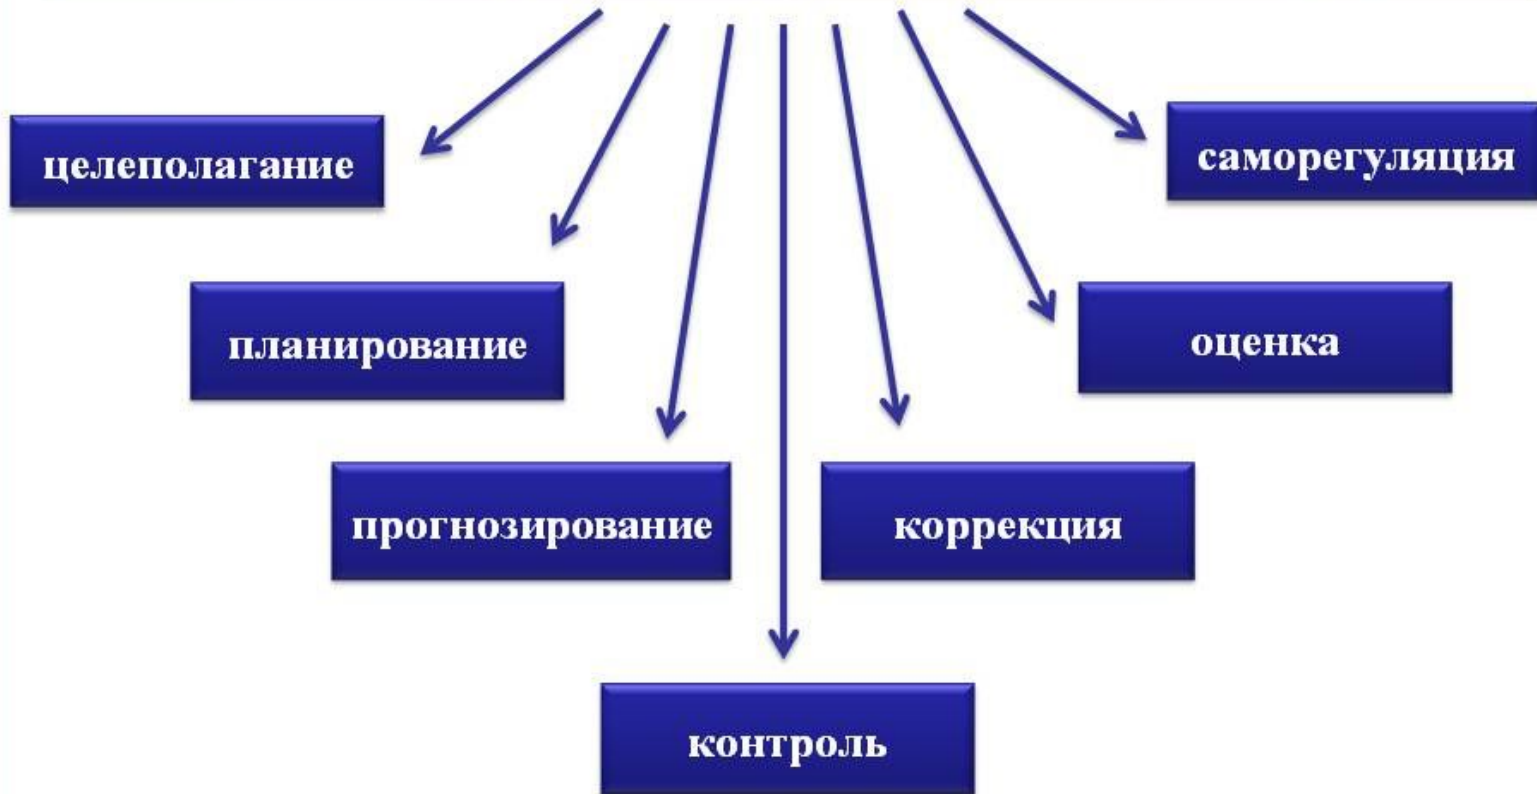 целеполагание
саморегуляция
планирование
оценка
прогнозирование
коррекция
контроль